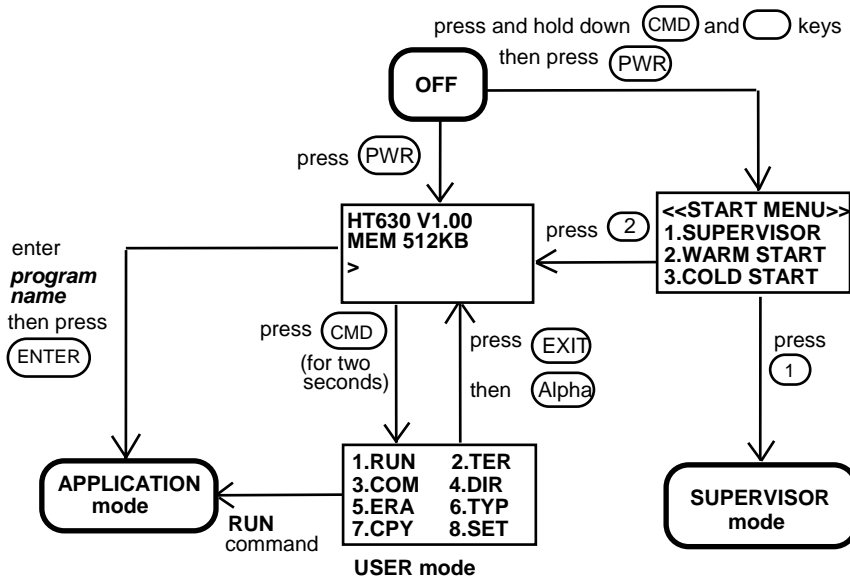 press and hold down CMD and keys
then press PWR
OFF
press PWR
HT630 V1.00
MEM 512KB
>
press 2
<<START MENU>>
1.SUPERVISOR
2.WARM START
3.COLD START
enter
program
name
then press
ENTER
press CMD
(for two
seconds)
press EXIT
then Alpha
press
1
1.RUN 2.TER
3.COM 4.DIR
5.ERA 6.TYP
7.CPY 8.SET
USER mode
APPLICATION
mode
RUN
command
SUPERVISOR
mode